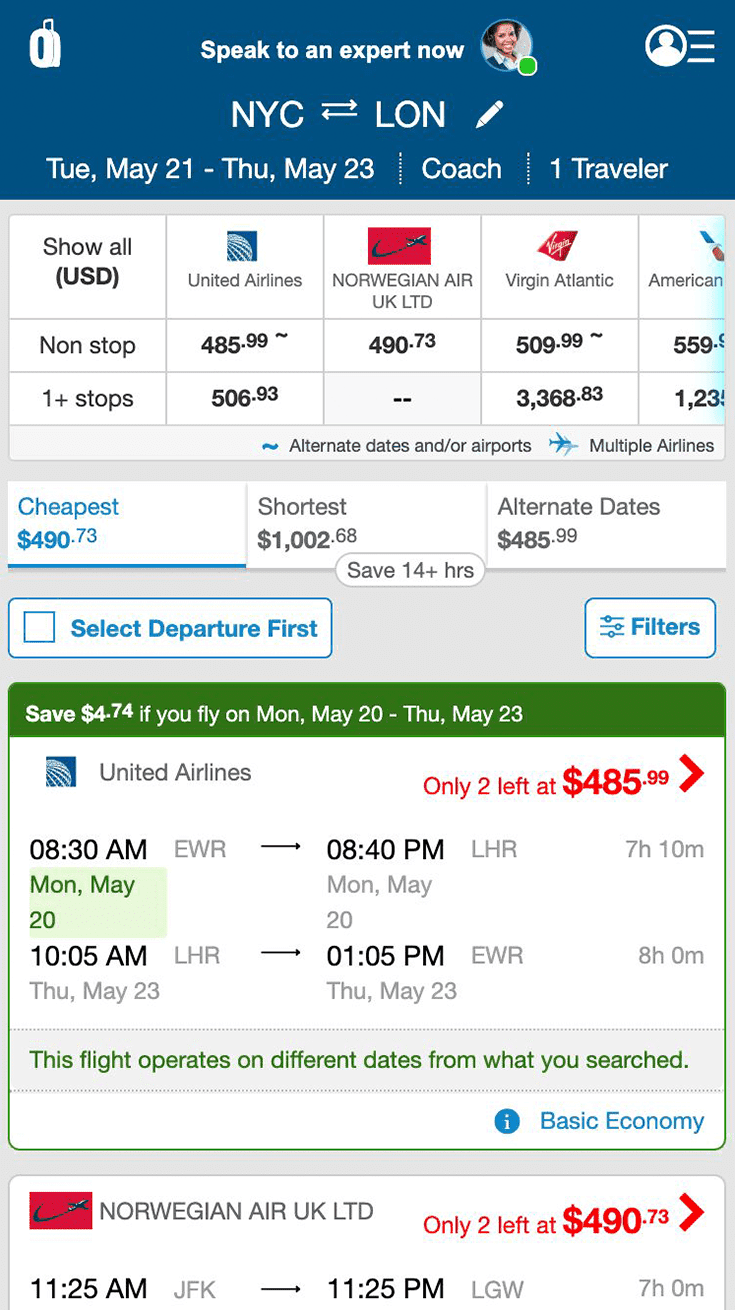 Speak to an expert now
NYC ⇄ LON
Tue, May 21 - Thu, May 23 Coach 1 Traveler
Show all (USD)
United Airlines
NORWEGIAN AIR UK LTD
Virgin
Virgin Atlantic
American
Non stop 485.99 ~ 490.73 509.99 ~ 559.
1+ stops 506.93 -- 3,368.83 1,23
~ Alternate dates and/or airports Multiple Airlines
Cheapest Shortest Alternate Dates
$490.73 $1,002.68 $485.99
Save 14+ hrs
Select Departure First Filters
Save $4.74 if you fly on Mon, May 20 - Thu, May 23
United Airlines Only 2 left at $485.99
08:30 AM EWR → 08:40 PM LHR 7h 10m
Mon, May 20 Mon, May 20
10:05 AM LHR → 01:05 PM EWR 8h 0m
Thu, May 23 Thu, May 23
This flight operates on different dates from what you searched.
i Basic Economy
NORWEGIAN AIR UK LTD Only 2 left at $490.73
11:25 AM JFK → 11:25 PM LGW 7h 0m